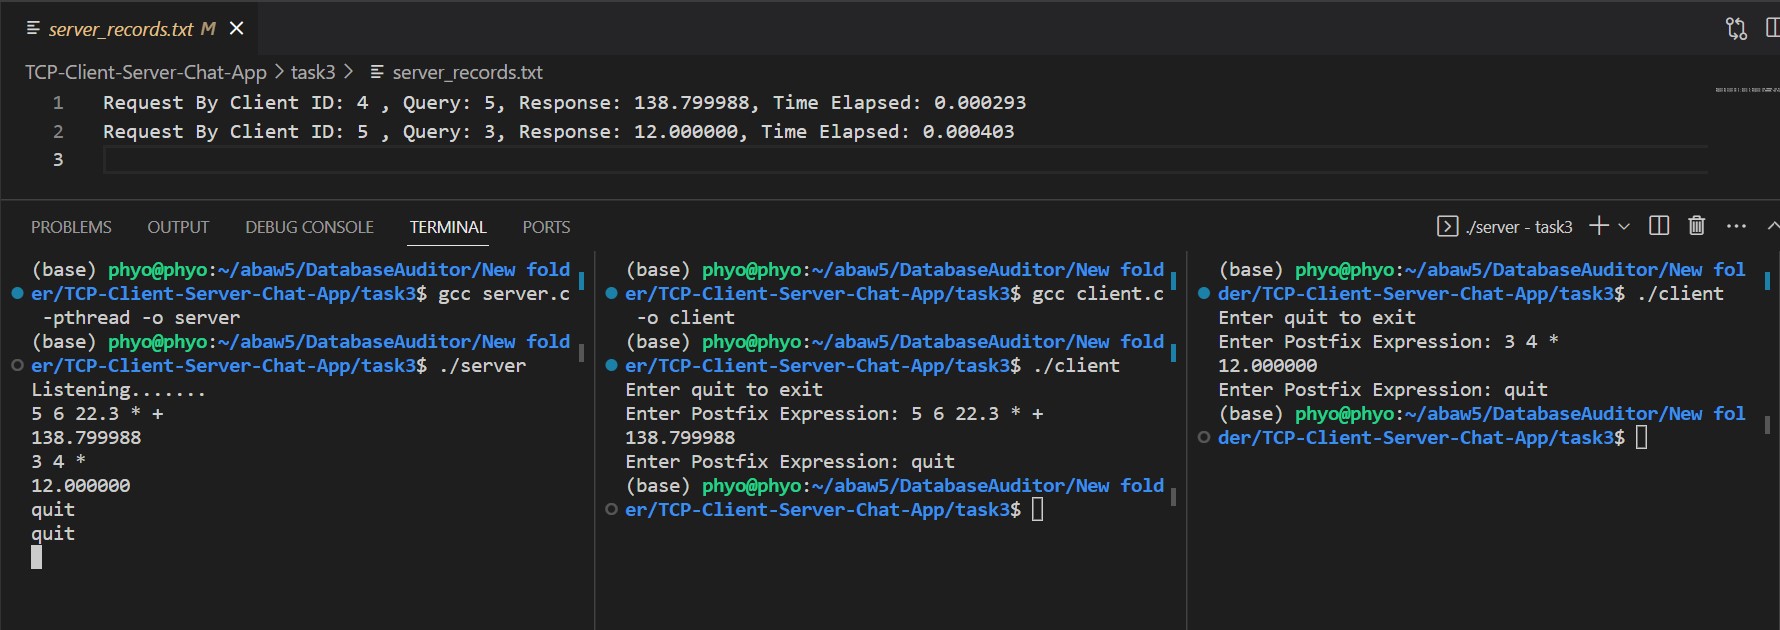 server_records.txt M
TCP-Client-Server-Chat-App > task3 > server_records.txt
1 Request By Client ID: 4 , Query: 5, Response: 138.799988, Time Elapsed: 0.000293
2 Request By Client ID: 5 , Query: 3, Response: 12.000000, Time Elapsed: 0.000403
3
PROBLEMS OUTPUT DEBUG CONSOLE TERMINAL PORTS
./server - task3
(base) phyo@phyo:~/abaw5/DatabaseAuditor/New fold
er/TCP-Client-Server-Chat-App/task3$ gcc server.c
-pthread -o server
(base) phyo@phyo:~/abaw5/DatabaseAuditor/New fold
er/TCP-Client-Server-Chat-App/task3$ ./server
Listening.......
5 6 22.3 * +
138.799988
3 4 *
12.000000
quit
quit
(base) phyo@phyo:~/abaw5/DatabaseAuditor/New fold
er/TCP-Client-Server-Chat-App/task3$ gcc client.c
-o client
(base) phyo@phyo:~/abaw5/DatabaseAuditor/New fold
er/TCP-Client-Server-Chat-App/task3$ ./client
Enter quit to exit
Enter Postfix Expression: 5 6 22.3 * +
138.799988
Enter Postfix Expression: quit
(base) phyo@phyo:~/abaw5/DatabaseAuditor/New fold
er/TCP-Client-Server-Chat-App/task3$
(base) phyo@phyo:~/abaw5/DatabaseAuditor/New fol
der/TCP-Client-Server-Chat-App/task3$ ./client
Enter quit to exit
Enter Postfix Expression: 3 4 *
12.000000
Enter Postfix Expression: quit
(base) phyo@phyo:~/abaw5/DatabaseAuditor/New fol
der/TCP-Client-Server-Chat-App/task3$